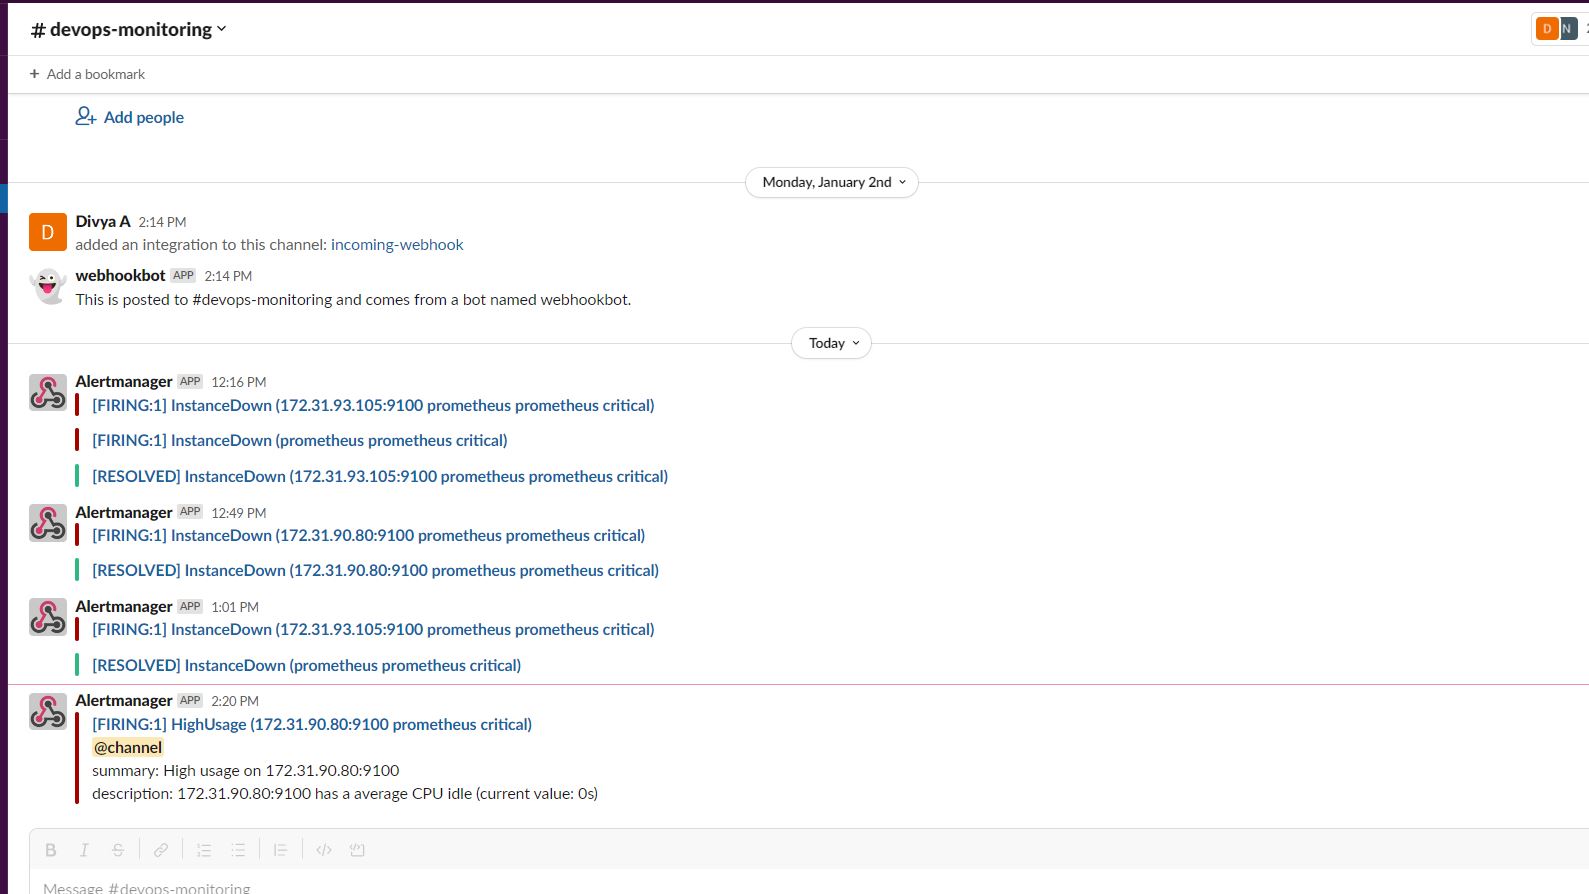 # devops-monitoring
D N
+ Add a bookmark
Add people
Monday, January 2nd
D
Divya A 2:14 PM
added an integration to this channel: incoming-webhook
webhookbot APP 2:14 PM
This is posted to #devops-monitoring and comes from a bot named webhookbot.
Today
Alertmanager APP 12:16 PM
[FIRING:1] InstanceDown (172.31.93.105:9100 prometheus prometheus critical)
[FIRING:1] InstanceDown (prometheus prometheus critical)
[RESOLVED] InstanceDown (172.31.93.105:9100 prometheus prometheus critical)
Alertmanager APP 12:49 PM
[FIRING:1] InstanceDown (172.31.90.80:9100 prometheus prometheus critical)
[RESOLVED] InstanceDown (172.31.90.80:9100 prometheus prometheus critical)
Alertmanager APP 1:01 PM
[FIRING:1] InstanceDown (172.31.93.105:9100 prometheus prometheus critical)
[RESOLVED] InstanceDown (prometheus prometheus critical)
Alertmanager APP 2:20 PM
[FIRING:1] HighUsage (172.31.90.80:9100 prometheus critical)
@channel
summary: High usage on 172.31.90.80:9100
description: 172.31.90.80:9100 has a average CPU idle (current value: 0s)
B I S
Message #devops-monitoring